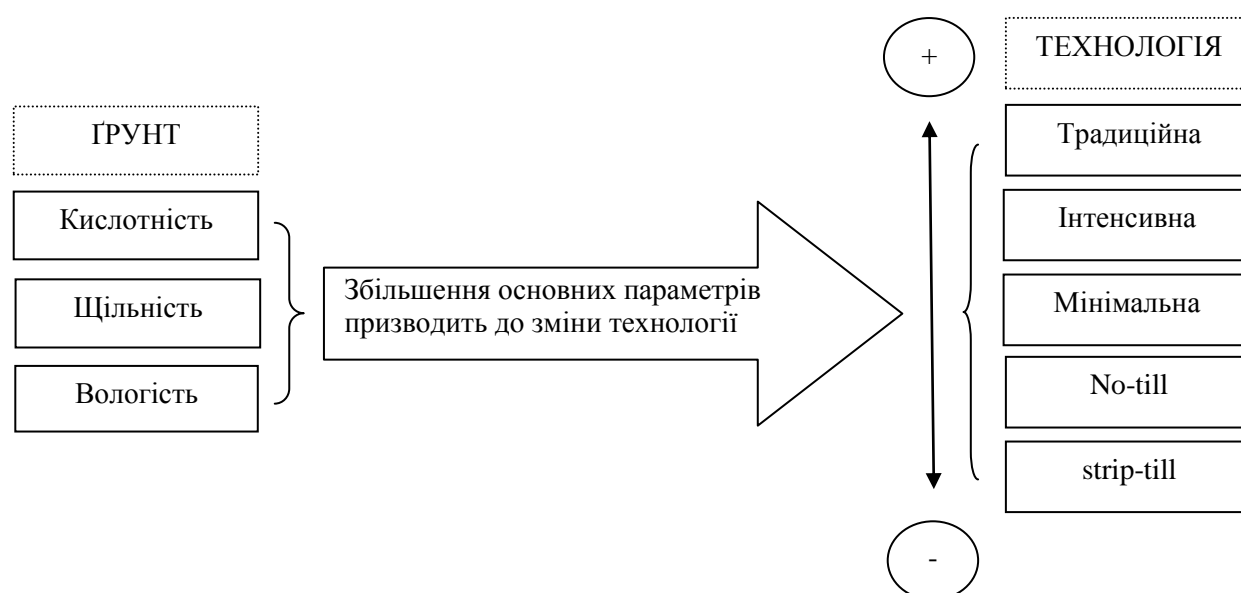 ҐРУНТ
Кислотність
Щільність
Вологість
Збільшення основних параметрів
призводить до зміни технології
+
-
ТЕХНОЛОГІЯ
Традиційна
Інтенсивна
Мінімальна
No-till
strip-till